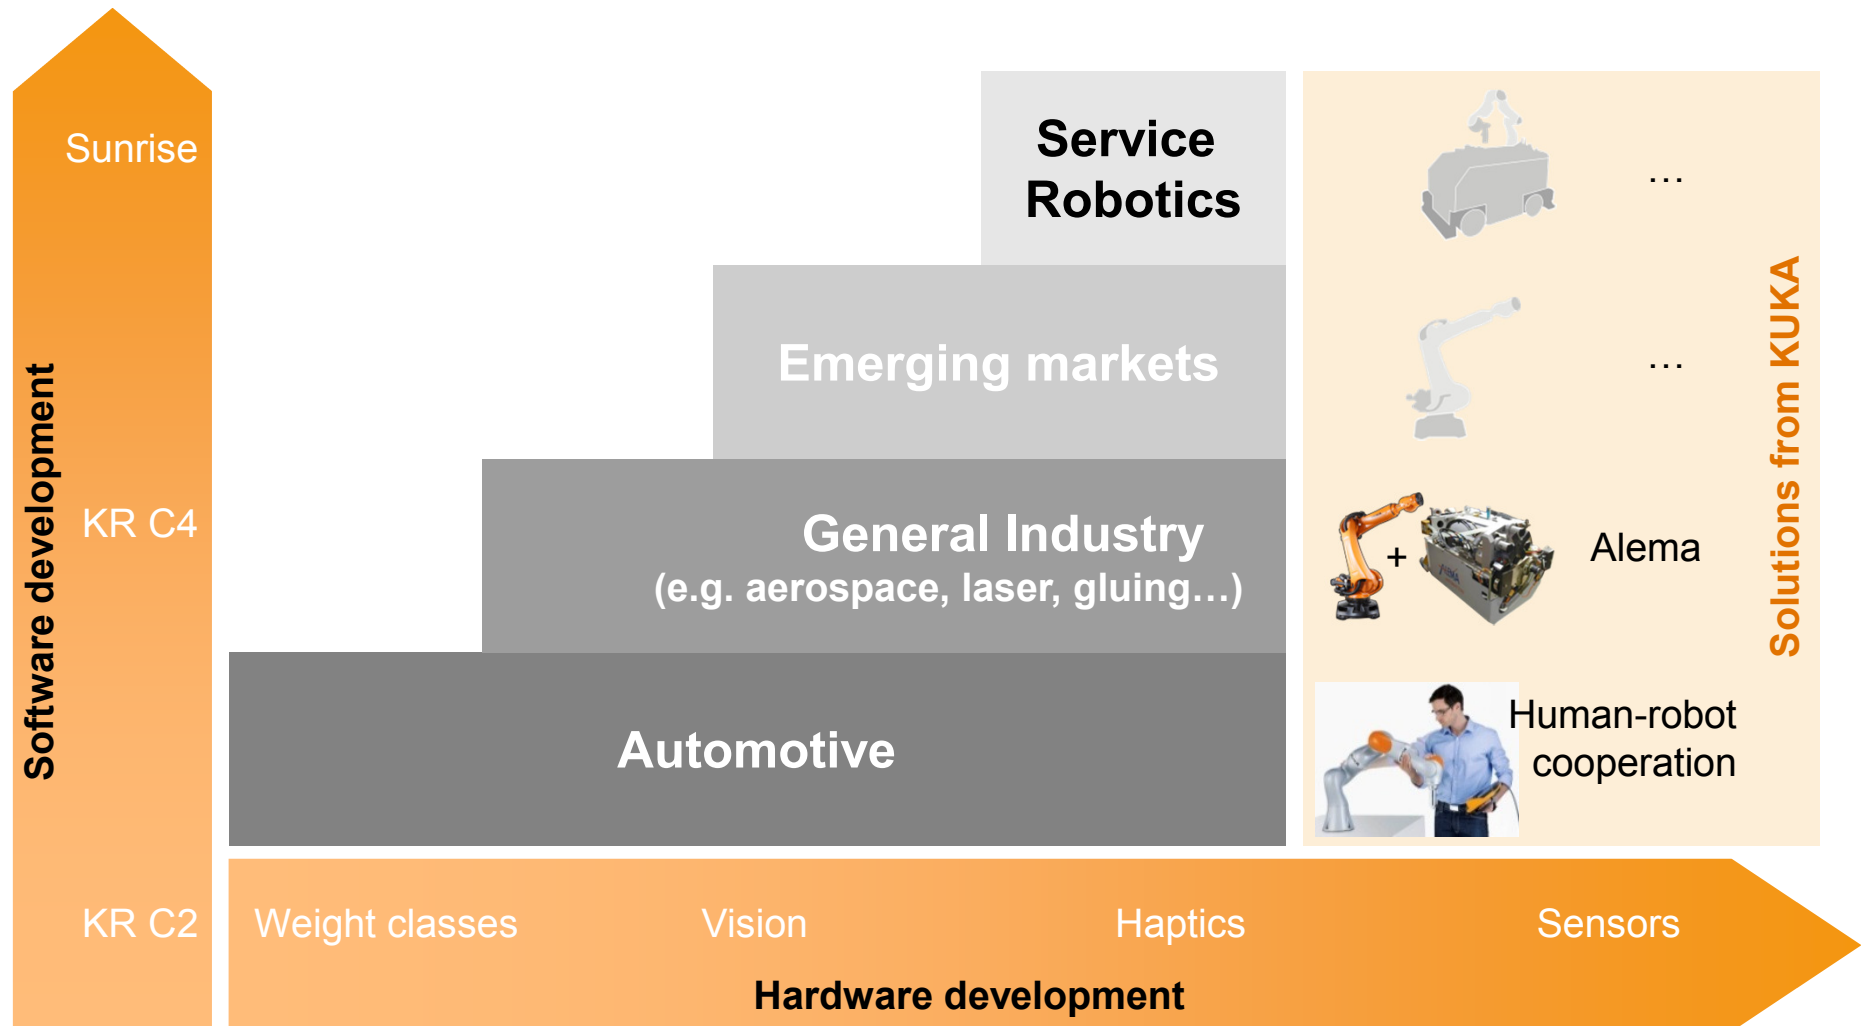 Sunrise
KR C4
KR C2
Software development
Service
Robotics
Emerging markets
General Industry
(e.g. aerospace, laser, gluing…)
Automotive
…
…
+
ALEMA
Alema
Human-robot
cooperation
Solutions from KUKA
Weight classes
Vision
Haptics
Sensors
Hardware development